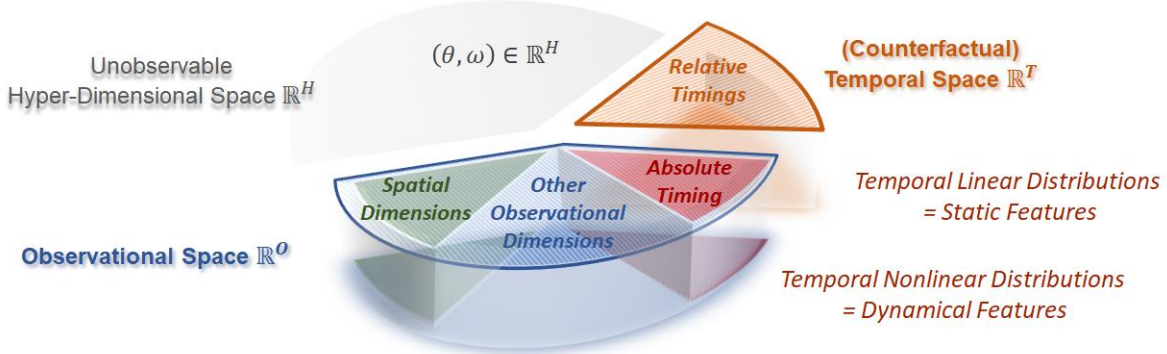 Unobservable
Hyper-Dimensional Space ℝ^H
(θ, ω) ∈ ℝ^H
Relative
Timings
(Counterfactual)
Temporal Space ℝ^T
Spatial
Dimensions
Other
Observational
Dimensions
Absolute
Timing
Observational Space ℝ^O
Temporal Linear Distributions
= Static Features
Temporal Nonlinear Distributions
= Dynamical Features